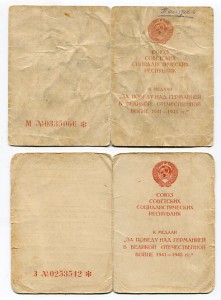 СОЮЗ
СОВЕТСКИХ
СОЦИАЛИСТИЧЕСКИХ
РЕСПУБЛИК
К МЕДАЛИ
„ЗА ПОБЕДУ НАД ГЕРМАНИЕЙ
В ВЕЛИКОЙ ОТЕЧЕСТВЕННОЙ
ВОЙНЕ 1941—1945 гг.“
М №0335060 *
СОЮЗ
СОВЕТСКИХ
СОЦИАЛИСТИЧЕСКИХ
РЕСПУБЛИК
К МЕДАЛИ
„ЗА ПОБЕДУ НАД ГЕРМАНИЕЙ
В ВЕЛИКОЙ ОТЕЧЕСТВЕННОЙ
ВОЙНЕ 1941—1945 гг.“
З №0253542 *